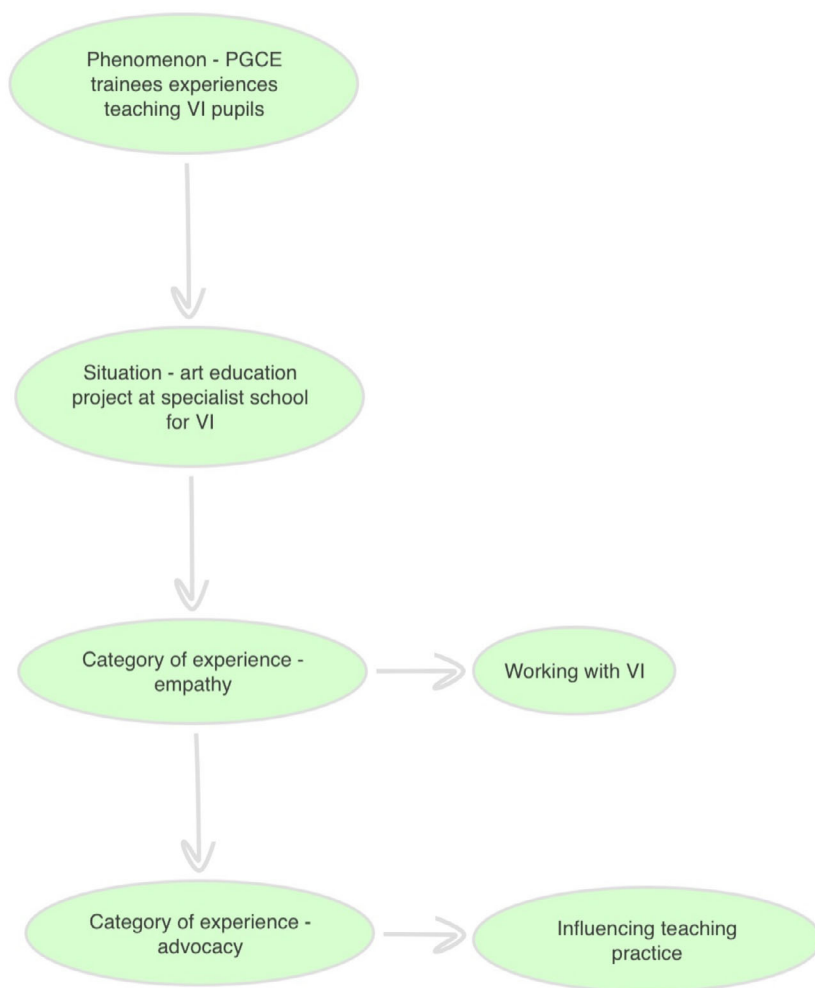 Phenomenon - PGCE
trainees experiences
teaching VI pupils
Situation - art education
project at specialist school
for VI
Category of experience -
empathy
Working with VI
Category of experience -
advocacy
Influencing teaching
practice